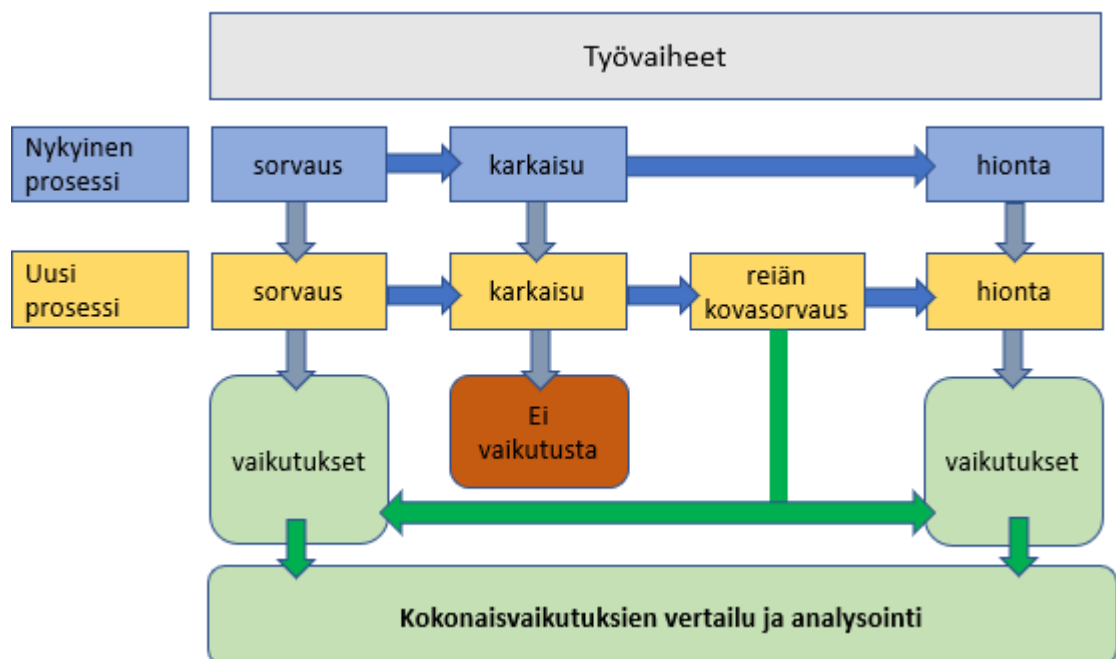 Työvaiheet
Nykyinen
prosessi
sorvaus
karkaisu
hionta
Uusi
prosessi
sorvaus
karkaisu
reiän
kovasorvaus
hionta
vaikutukset
Ei
vaikutusta
vaikutukset
Kokonaisvaikutuksien vertailu ja analysointi